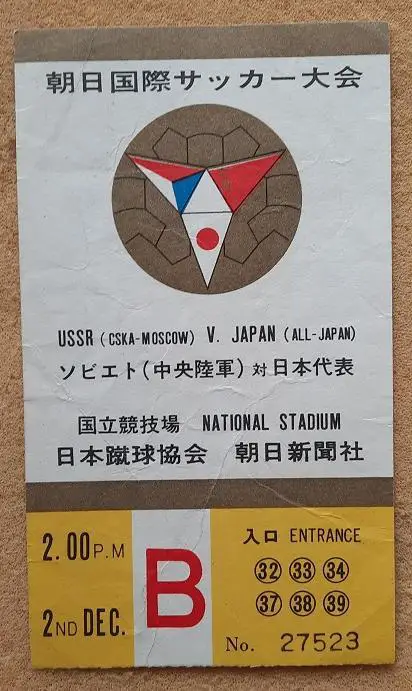 朝日国際サッカー大会
USSR (CSKA-MOSCOW) V. JAPAN (ALL-JAPAN)
ソビエト(中央陸軍)対日本代表
国立競技場 NATIONAL STADIUM
日本蹴球協会 朝日新聞社
2.00 P.M
2ND DEC.
B
入口 ENTRANCE
32 33 34
37 38 39
No. 27523